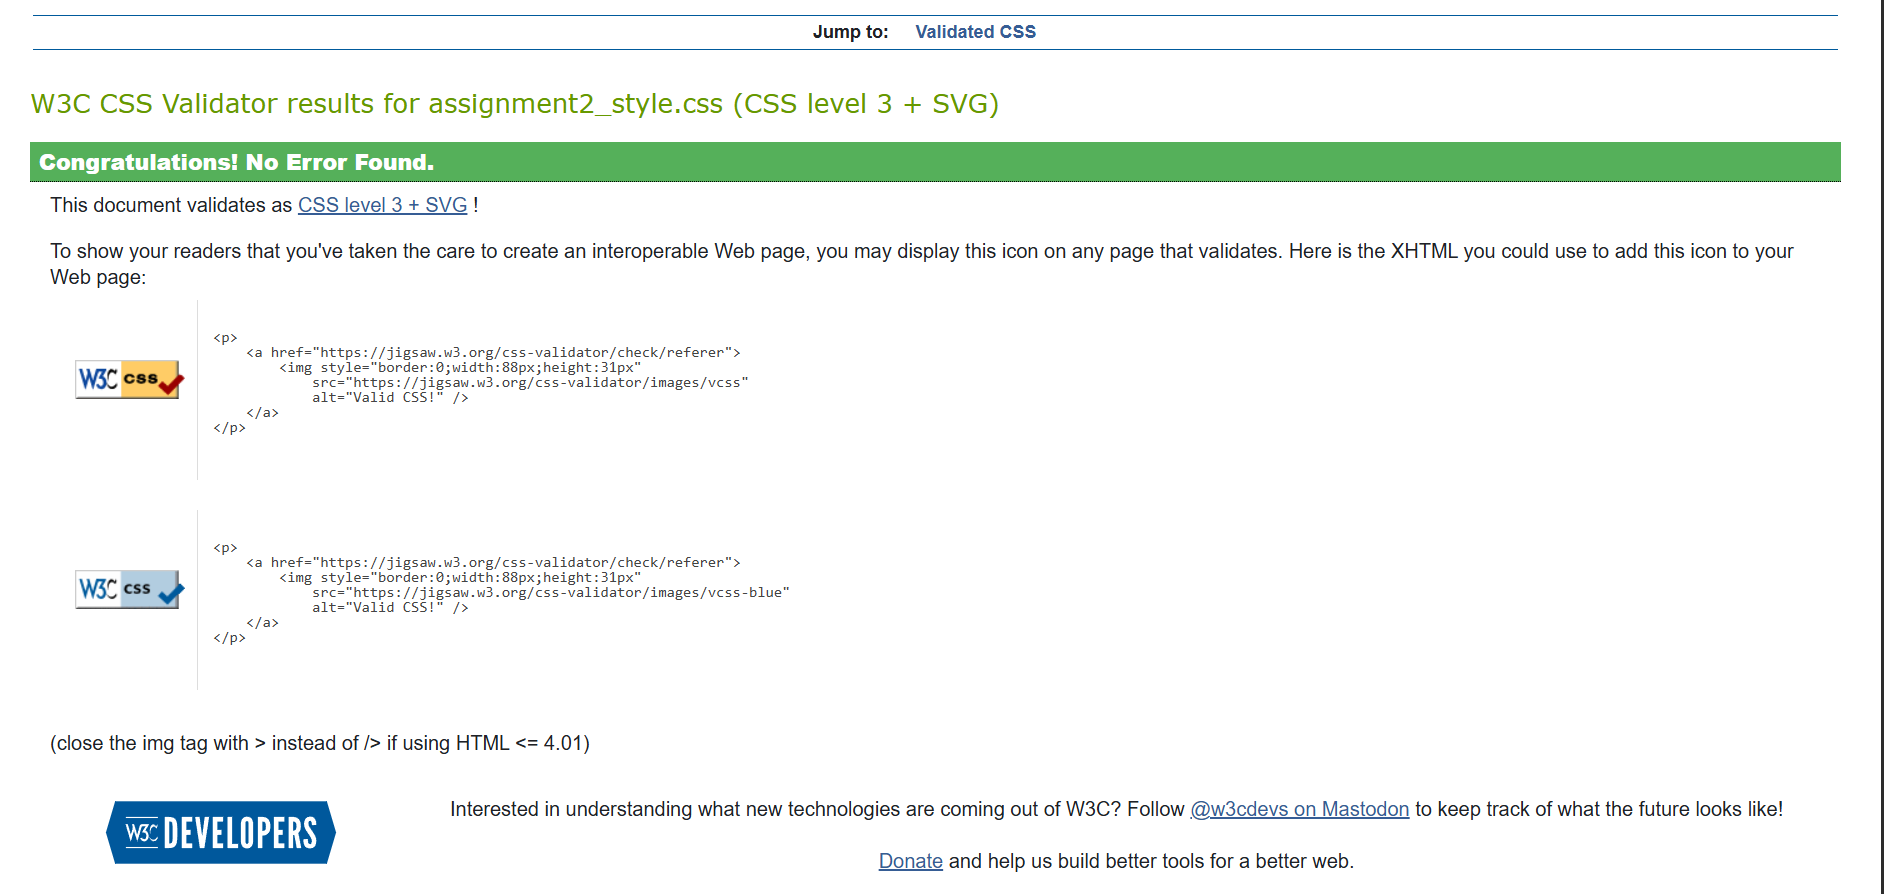 Jump to: Validated CSS
W3C CSS Validator results for assignment2_style.css (CSS level 3 + SVG)
Congratulations! No Error Found.
This document validates as CSS level 3 + SVG !
To show your readers that you've taken the care to create an interoperable Web page, you may display this icon on any page that validates. Here is the XHTML you could use to add this icon to your
Web page:
W3C css
<p>
<a href="https://jigsaw.w3.org/css-validator/check/referer">
<img style="border:0;width:88px;height:31px"
src="https://jigsaw.w3.org/css-validator/images/vcss"
alt="Valid CSS!" />
</a>
</p>
W3C css
<p>
<a href="https://jigsaw.w3.org/css-validator/check/referer">
<img style="border:0;width:88px;height:31px"
src="https://jigsaw.w3.org/css-validator/images/vcss-blue"
alt="Valid CSS!" />
</a>
</p>
(close the img tag with > instead of /> if using HTML <= 4.01)
W3C DEVELOPERS
Interested in understanding what new technologies are coming out of W3C? Follow @w3cdevs on Mastodon to keep track of what the future looks like!
Donate and help us build better tools for a better web.